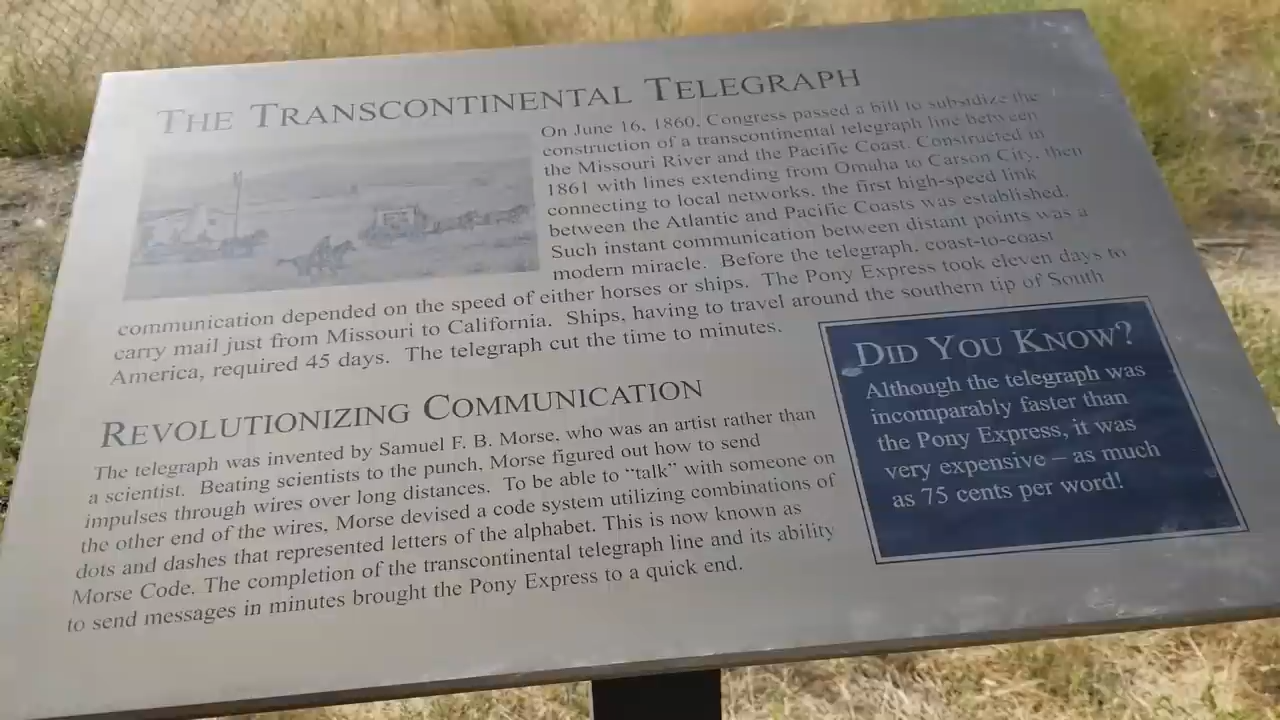 THE TRANSCONTINENTAL TELEGRAPH
On June 16, 1860, Congress passed a bill to subsidize the
construction of a transcontinental telegraph line between
the Missouri River and the Pacific Coast. Constructed in
1861 with lines extending from Omaha to Carson City, then
connecting to local networks, the first high-speed link
between the Atlantic and Pacific Coasts was established.
Such instant communication between distant points was a
modern miracle. Before the telegraph, coast-to-coast
communication depended on the speed of either horses or ships. The Pony Express took eleven days to
carry mail just from Missouri to California. Ships, having to travel around the southern tip of South
America, required 45 days. The telegraph cut the time to minutes.
REVOLUTIONIZING COMMUNICATION
The telegraph was invented by Samuel F. B. Morse, who was an artist rather than
a scientist. Beating scientists to the punch, Morse figured out how to send
impulses through wires over long distances. To be able to "talk" with someone on
the other end of the wires, Morse devised a code system utilizing combinations of
dots and dashes that represented letters of the alphabet. This is now known as
Morse Code. The completion of the transcontinental telegraph line and its ability
to send messages in minutes brought the Pony Express to a quick end.
DID YOU KNOW?
Although the telegraph was
incomparably faster than
the Pony Express, it was
very expensive – as much
as 75 cents per word!